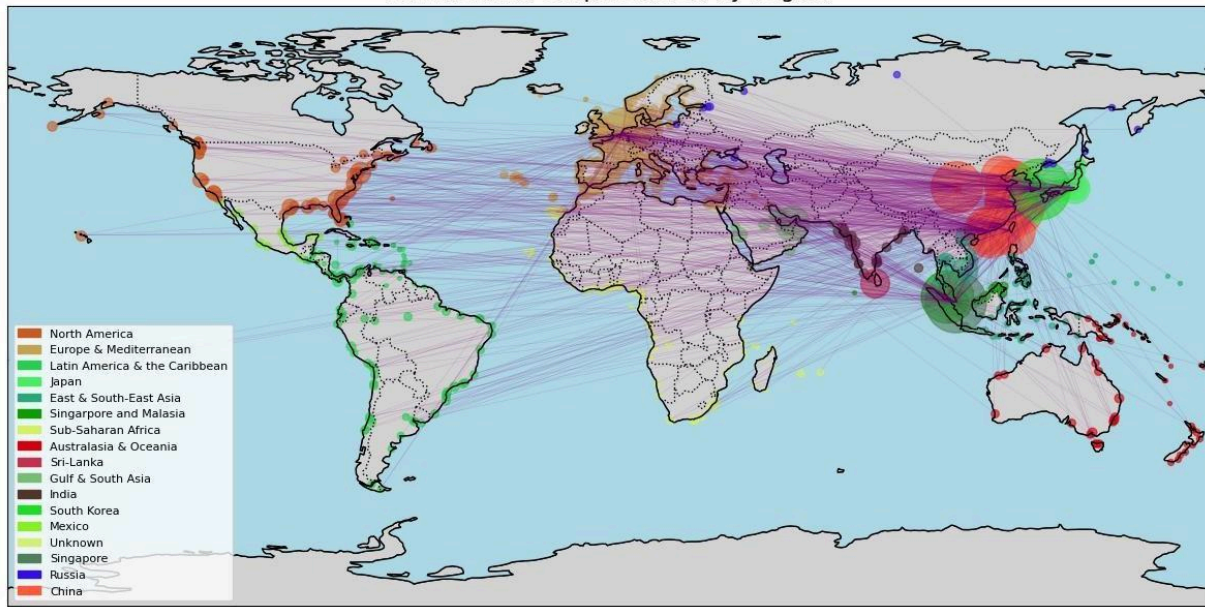 North America
Europe & Mediterranean
Latin America & the Caribbean
Japan
East & South-East Asia
Singarpore and Malasia
Sub-Saharan Africa
Australasia & Oceania
Sri-Lanka
Gulf & South Asia
India
South Korea
Mexico
Unknown
Singapore
Russia
China